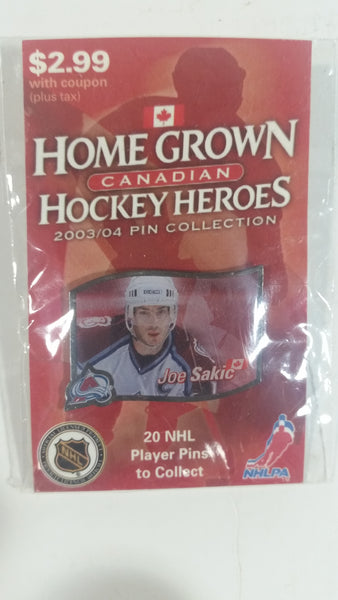 $2.99
with coupon
(plus tax)
HOME GROWN
CANADIAN
HOCKEY HEROES
2003/04 PIN COLLECTION
Joe Sakic
20 NHL
Player Pins
to Collect
NHL
NHLPA